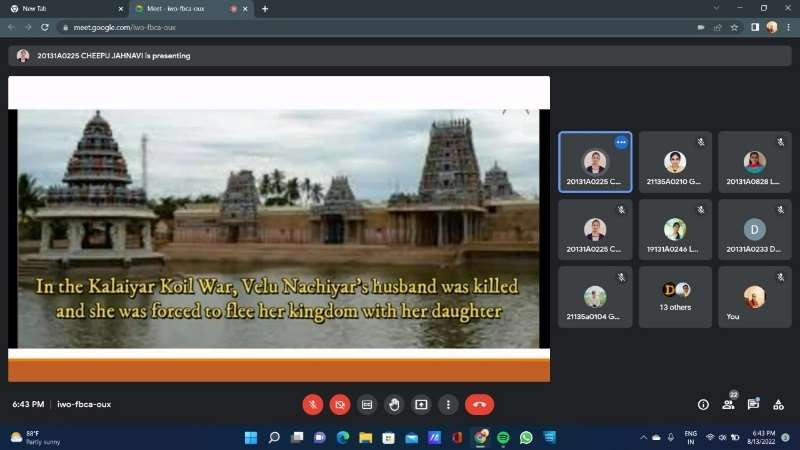 New Tab
Meet - iwo-fbca-oux
meet.google.com/iwo-fbca-oux
20131A0225 CHEEPU JAHNAVI is presenting
In the Kalaiyar Koil War, Velu Nachiyar's husband was killed
and she was forced to flee her kingdom with her daughter
20131A0225 C...
21135A0210 G...
20131A0828 L...
20131A0225 C...
19131A0246 L...
D
20131A0233 D...
21135a0104 G...
D
13 others
You
6:43 PM | iwo-fbca-oux
22
88°F
Partly sunny
ENG
IN
6:43 PM
8/13/2022